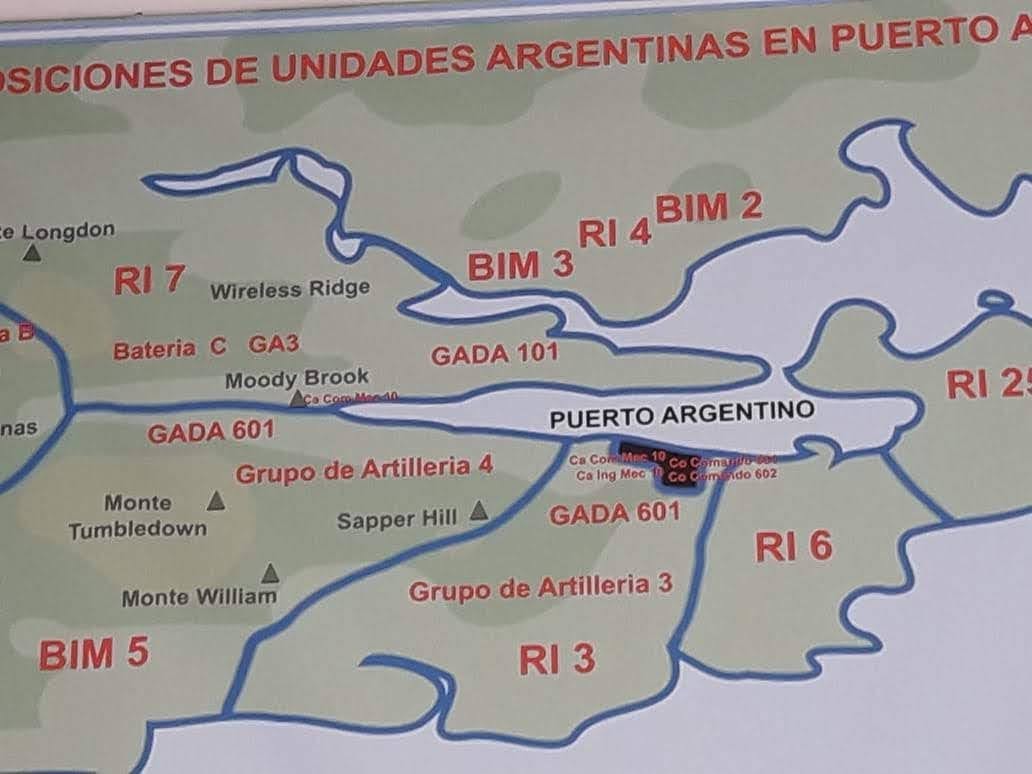 OSICIONES DE UNIDADES ARGENTINAS EN PUERTO A
BIM 2
RI 4
BIM 3
te Longdon
RI 7
Wireless Ridge
a B
Bateria C GA3
GADA 101
Moody Brook
Ca Com Mec 10
RI 25
PUERTO ARGENTINO
nas
GADA 601
Grupo de Artilleria 4
Ca Com Mec 10
Co Comando 601
Ca Ing Mec
Co Comando 602
Monte
Tumbledown
Sapper Hill
GADA 601
RI 6
Monte William
Grupo de Artilleria 3
BIM 5
RI 3